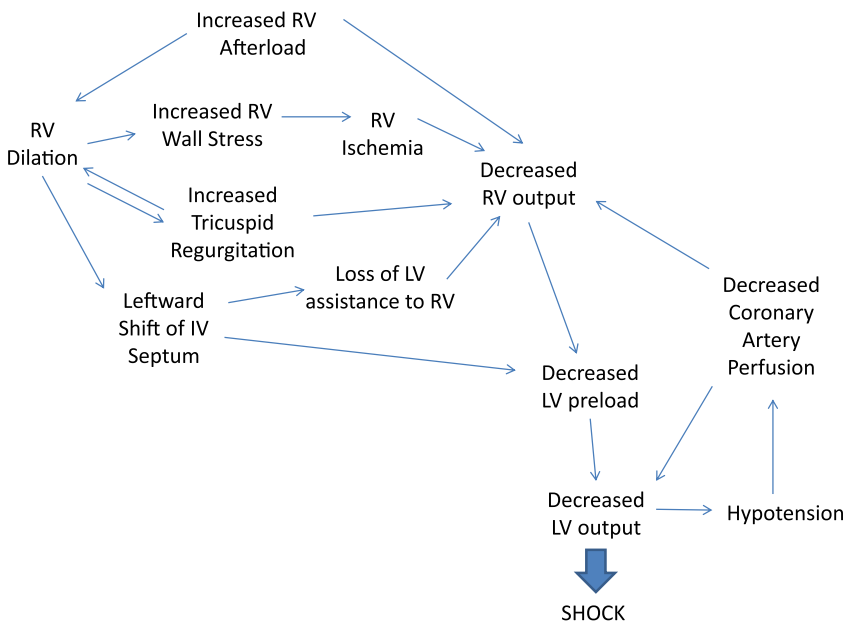 Increased RV
Afterload
Increased RV
Wall Stress
RV
Ischemia
RV
Dilation
Decreased
RV output
Increased
Tricuspid
Regurgitation
Loss of LV
assistance to RV
Leftward
Shift of IV
Septum
Decreased
Coronary
Artery
Perfusion
Decreased
LV preload
Decreased
LV output
Hypotension
SHOCK